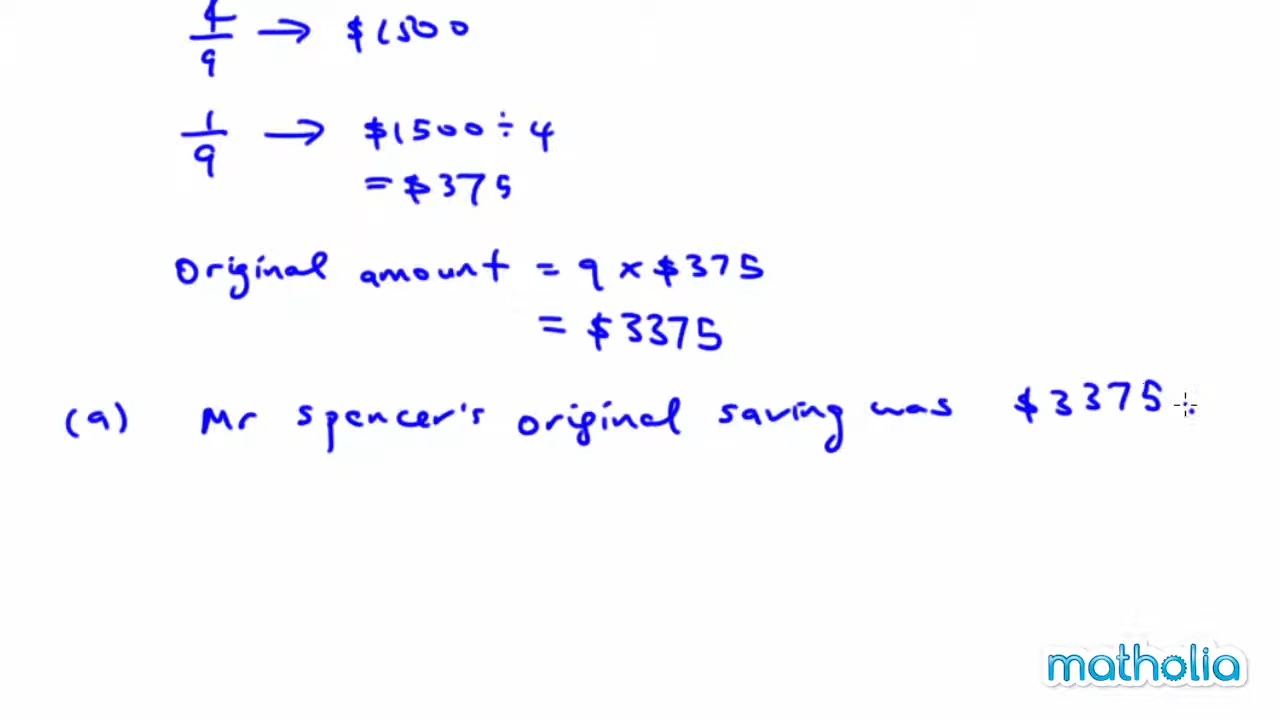 4/9 → $1500
1/9 → $1500 ÷ 4
= $375
Original amount = 9 × $375
= $3375
(a) Mr Spencer's original saving was $3375.
matholia